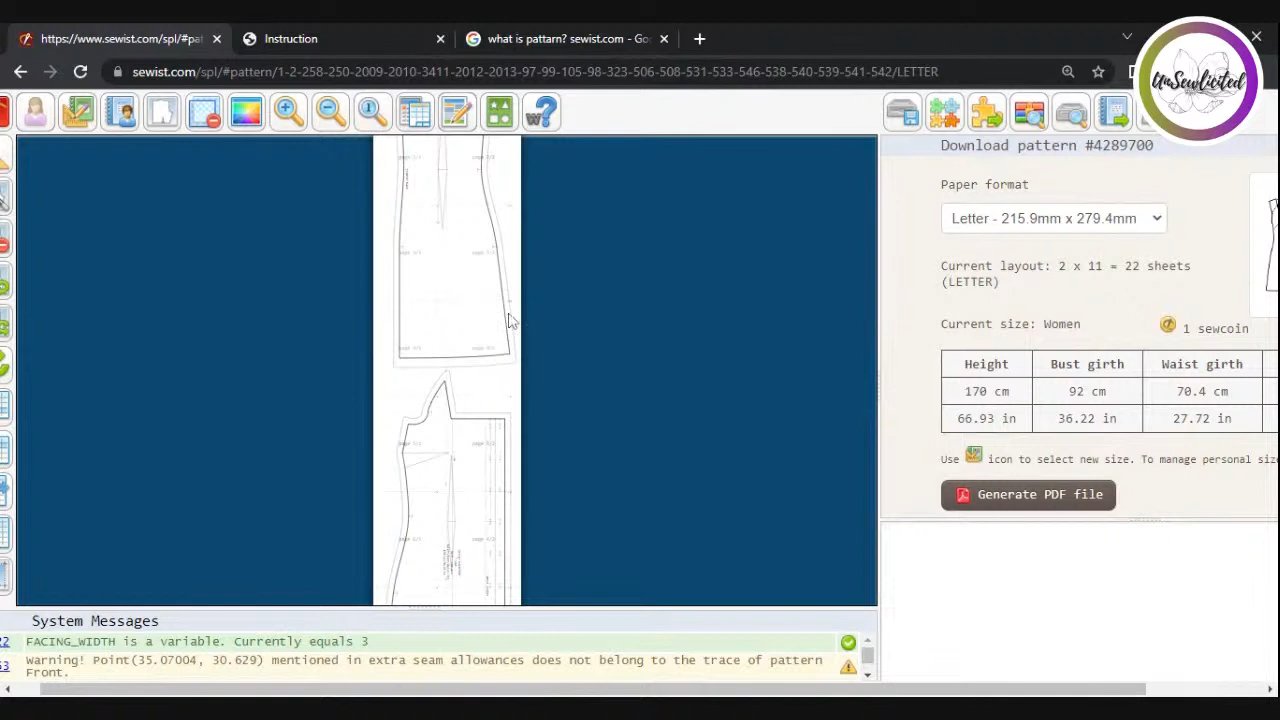 https://www.sewist.com/spl/#pat
Instruction
what is pattarn? sewist.com - Goo
sewist.com/spl/#pattern/1-2-258-250-2009-2010-3411-2012-2013-97-99-105-98-323-506-508-531-533-546-538-540-539-541-542/LETTER
UnSewlicited
Download pattern #4289700
Paper format
Letter - 215.9mm x 279.4mm
Current layout: 2 x 11 = 22 sheets
(LETTER)
Current size: Women
1 sewcoin
Height Bust girth Waist girth
170 cm 92 cm 70.4 cm
66.93 in 36.22 in 27.72 in
Use icon to select new size. To manage personal size
Generate PDF file
System Messages
22 FACING_WIDTH is a variable. Currently equals 3
53 Warning! Point(35.07004, 30.629) mentioned in extra seam allowances does not belong to the trace of pattern
Front.